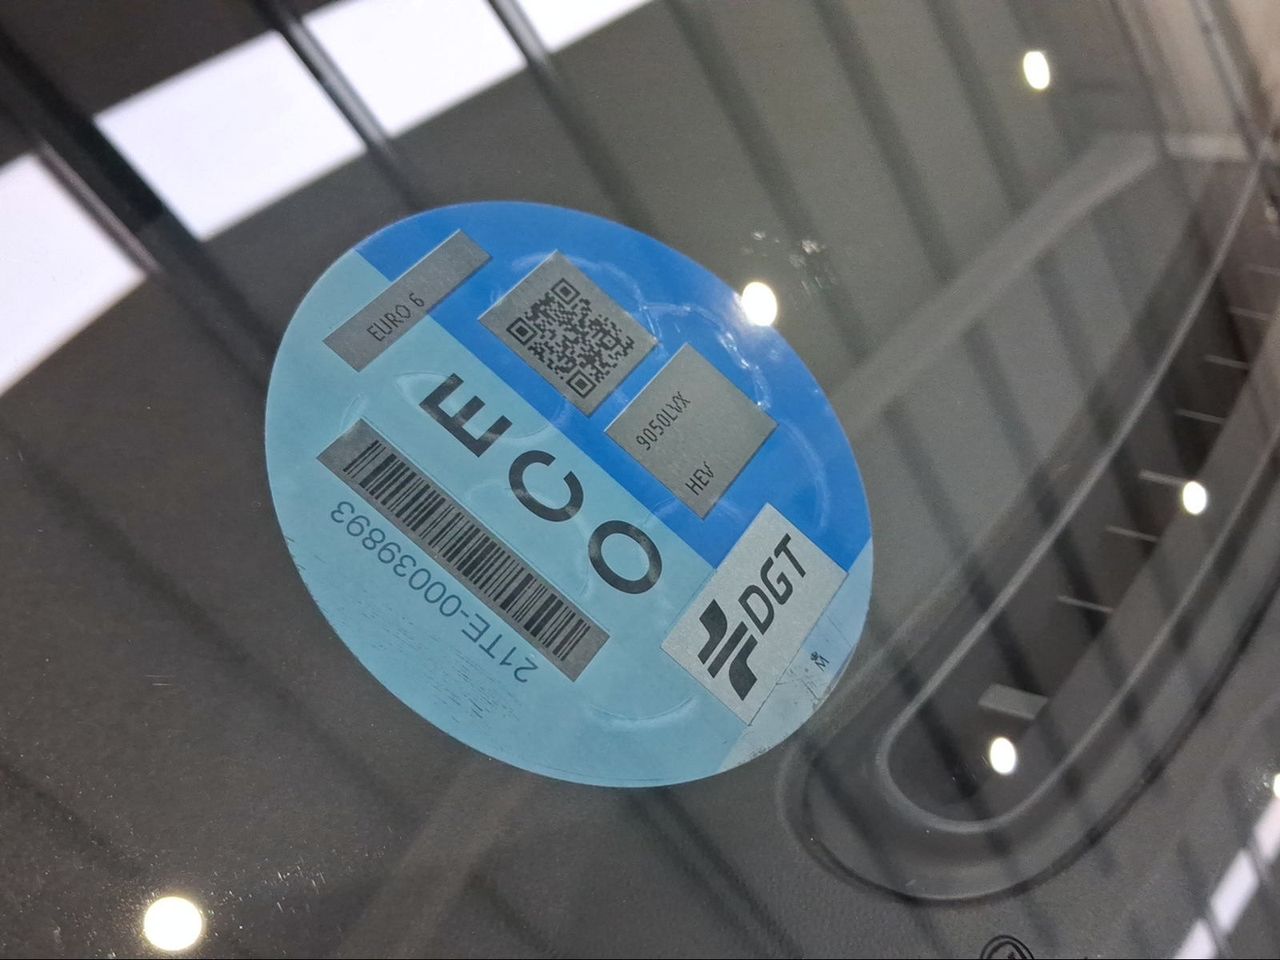 EURO 6
9050LVX
HEV
ECO
21TE-00039893
DGT
M